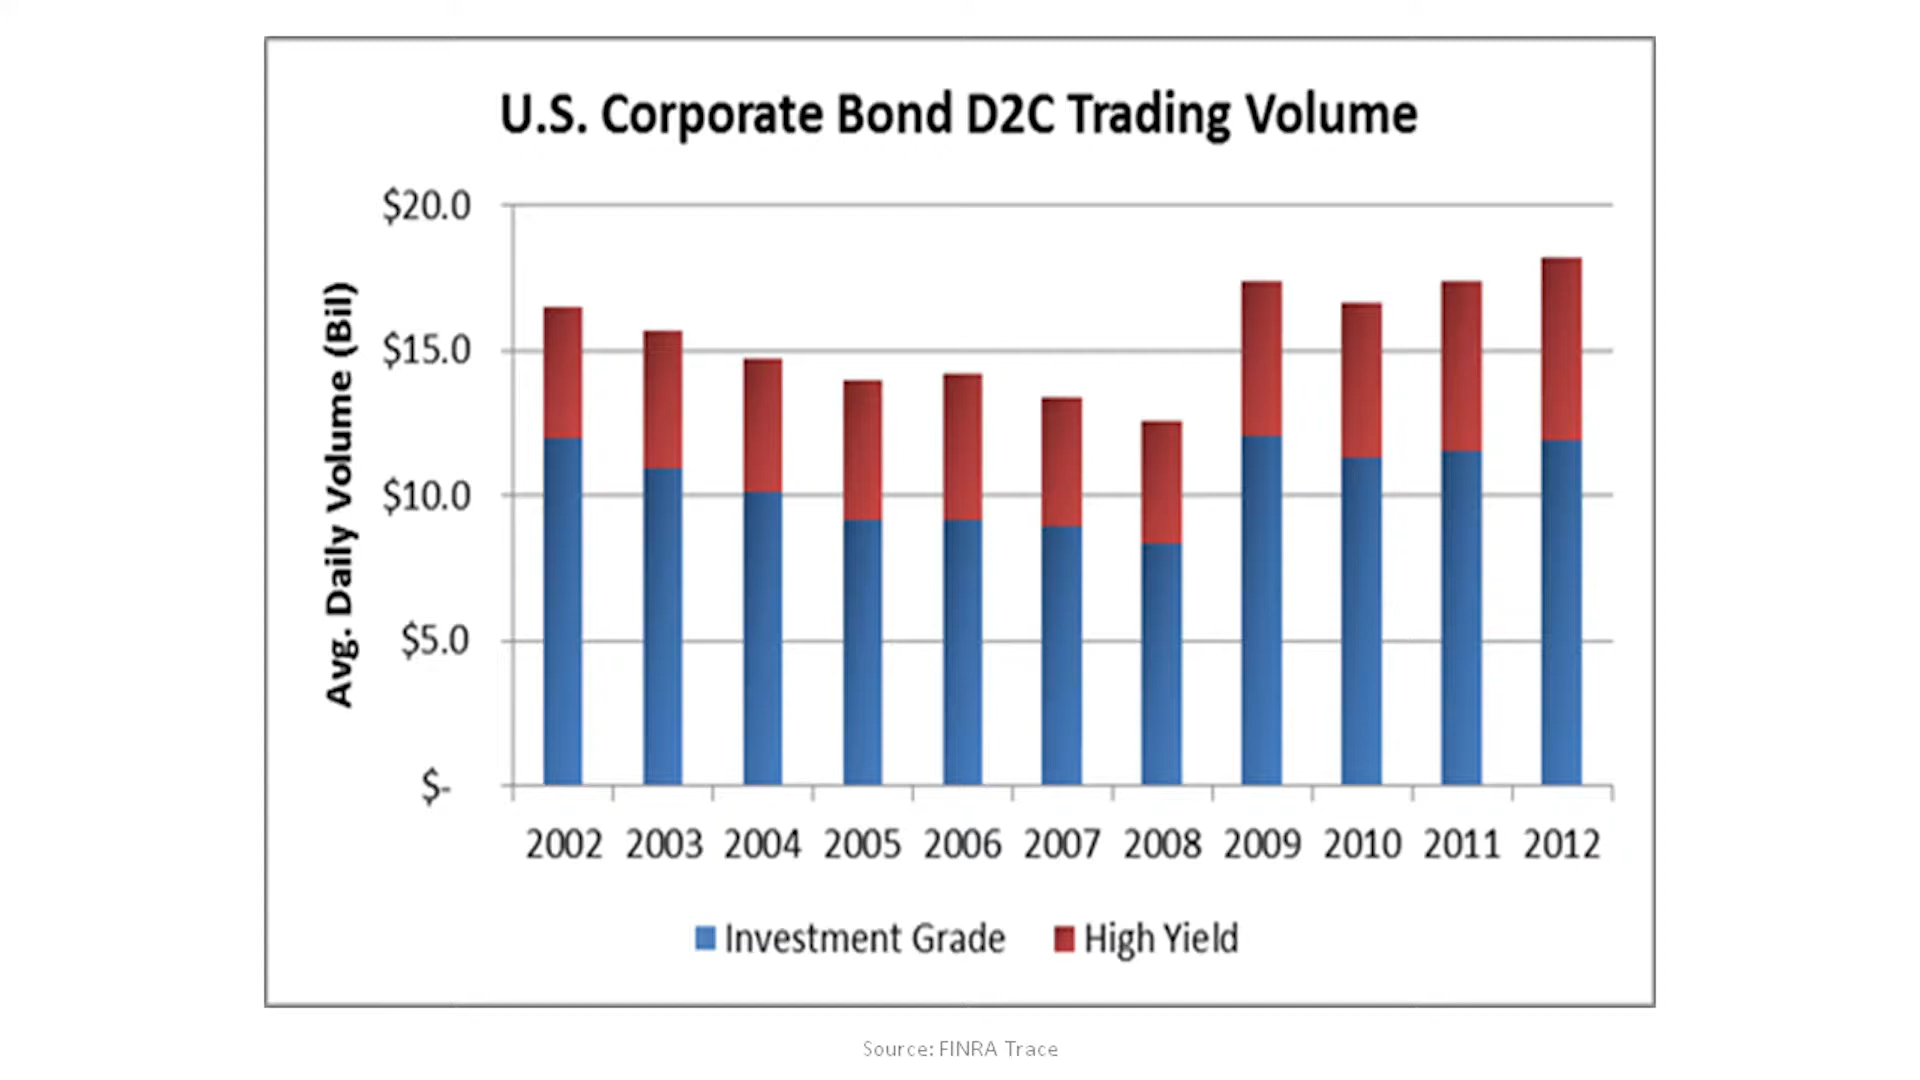 U.S. Corporate Bond D2C Trading Volume
Avg. Daily Volume (Bil)
$20.0
$15.0
$10.0
$5.0
$-
2002 2003 2004 2005 2006 2007 2008 2009 2010 2011 2012
Investment Grade High Yield
Source: FINRA Trace